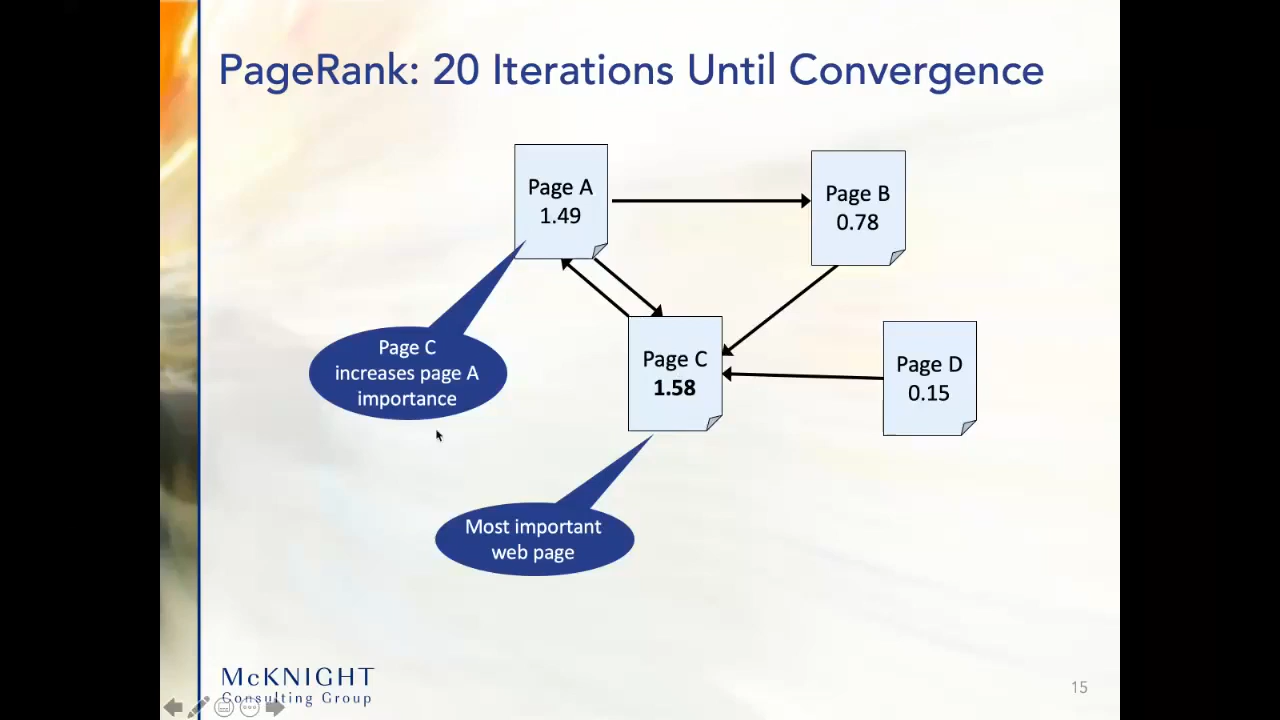 PageRank: 20 Iterations Until Convergence
Page A
1.49
Page B
0.78
Page C
increases page A
importance
Page C
1.58
Page D
0.15
Most important
web page
McKNIGHT
Consulting Group
15